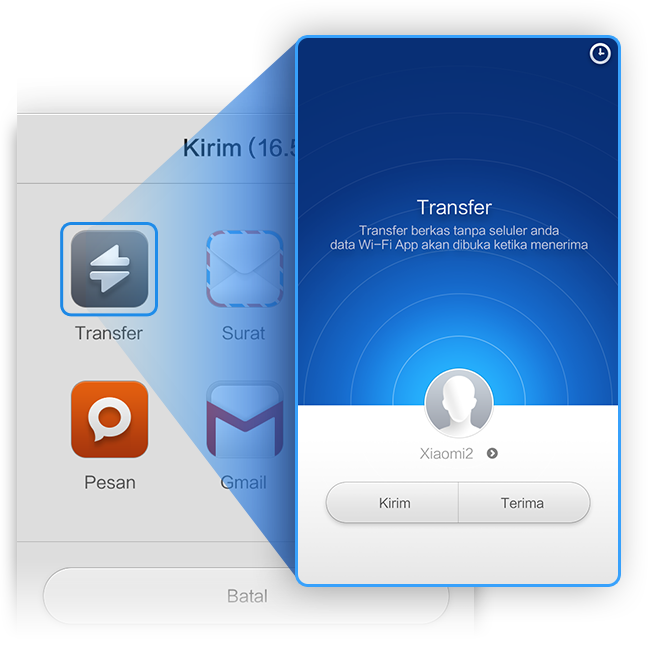 Kirim (16.5
Transfer
Surat
Pesan
Gmail
Batal
Transfer
Transfer berkas tanpa seluler anda
data Wi-Fi App akan dibuka ketika menerima
Xiaomi2
Kirim
Terima